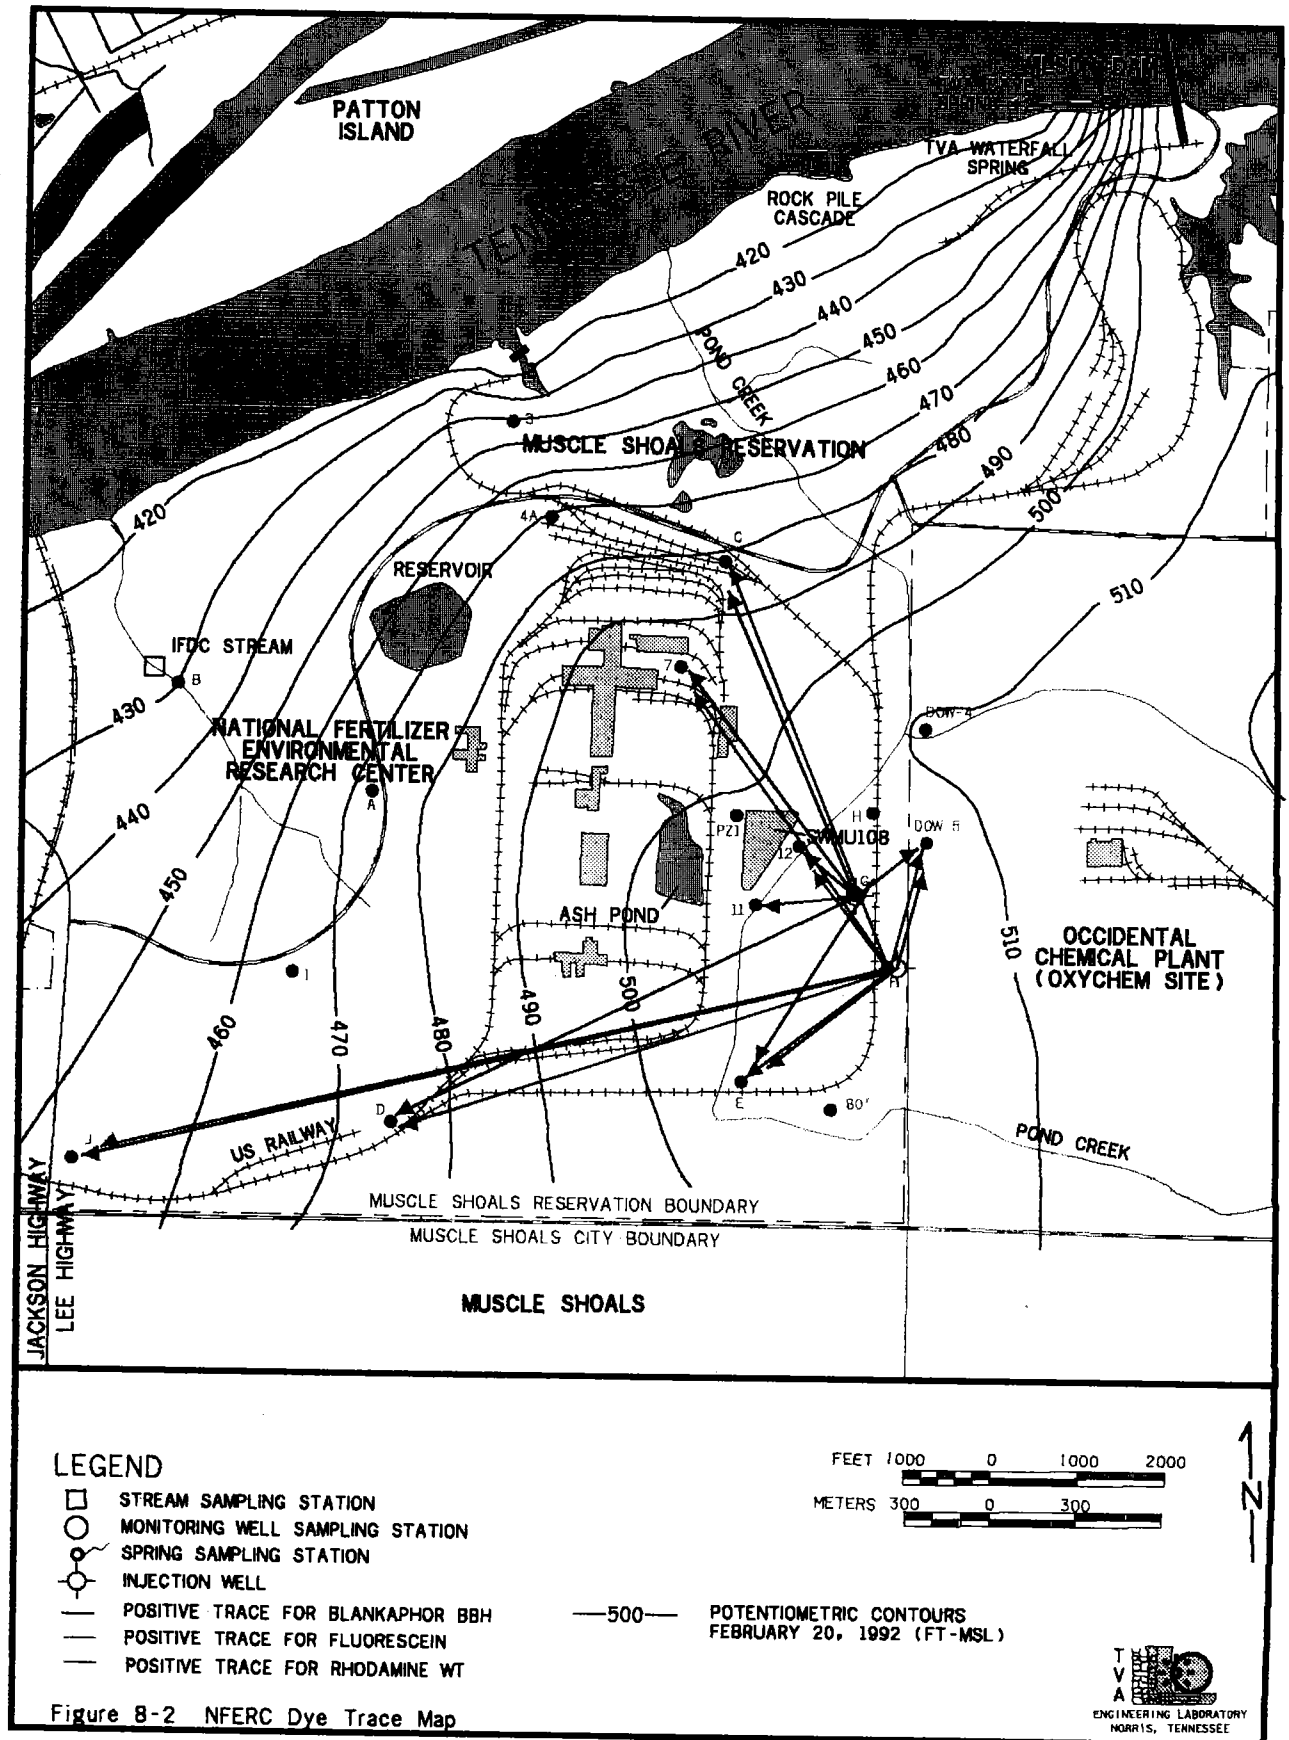 PATTON
ISLAND
TENNESSEE RIVER
TVA WATERFALL
SPRING
ROCK PILE
CASCADE
420
430
440
450
460
470
480
490
500
510
POND CREEK
3
MUSCLE SHOALS RESERVATION
420
4A
C
RESERVOIR
IFDC STREAM
B
7
430
NATIONAL FERTILIZER
ENVIRONMENTAL
RESEARCH CENTER
A
DOW-4
440
PZ1
H
DOW 5
SWMU108
12
450
G
11
ASH POND
510
OCCIDENTAL
CHEMICAL PLANT
(OXYCHEM SITE)
I
460
470
480
490
500
E
80'
D
J
US RAILWAY
POND CREEK
MUSCLE SHOALS RESERVATION BOUNDARY
MUSCLE SHOALS CITY BOUNDARY
JACKSON HIGHWAY
LEE HIGHWAY
MUSCLE SHOALS
LEGEND
STREAM SAMPLING STATION
MONITORING WELL SAMPLING STATION
SPRING SAMPLING STATION
INJECTION WELL
POSITIVE TRACE FOR BLANKAPHOR BBH
POSITIVE TRACE FOR FLUORESCEIN
POSITIVE TRACE FOR RHODAMINE WT
500
POTENTIOMETRIC CONTOURS
FEBRUARY 20, 1992 (FT-MSL)
FEET 1000 0 1000 2000
METERS 300 0 300
N
TVA
ENGINEERING LABORATORY
NORRIS, TENNESSEE
Figure 8-2 NFERC Dye Trace Map